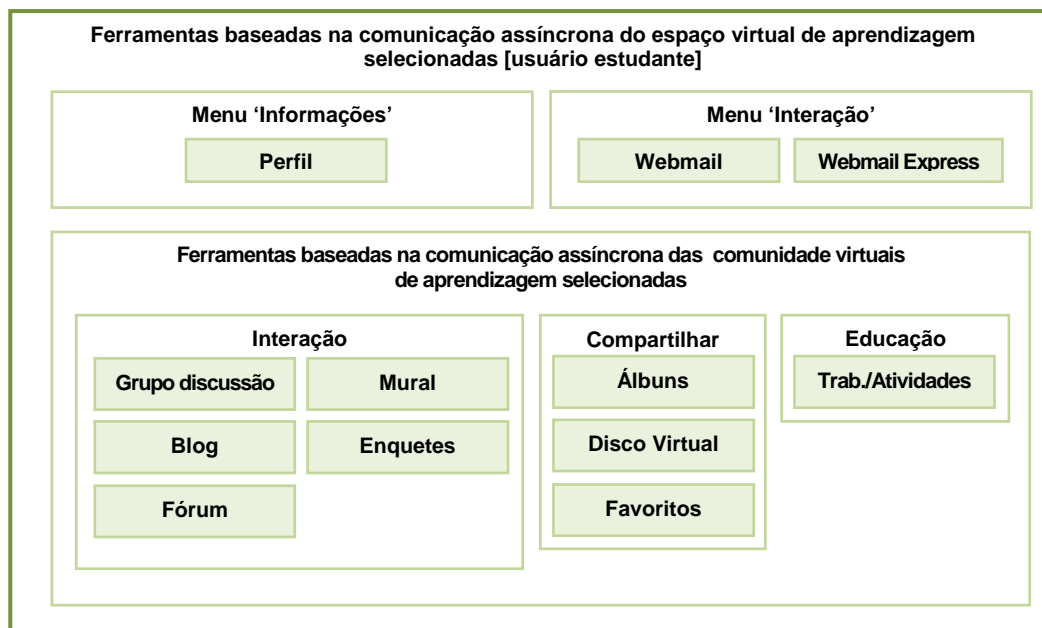 Ferramentas baseadas na comunicação assíncrona do espaço virtual de aprendizagem
selecionadas [usuário estudante]
Menu ‘Informações’
Perfil
Menu ‘Interação’
Webmail
Webmail Express
Ferramentas baseadas na comunicação assíncrona das comunidade virtuais
de aprendizagem selecionadas
Interação
Grupo discussão
Mural
Blog
Enquetes
Fórum
Compartilhar
Álbuns
Disco Virtual
Favoritos
Educação
Trab./Atividades